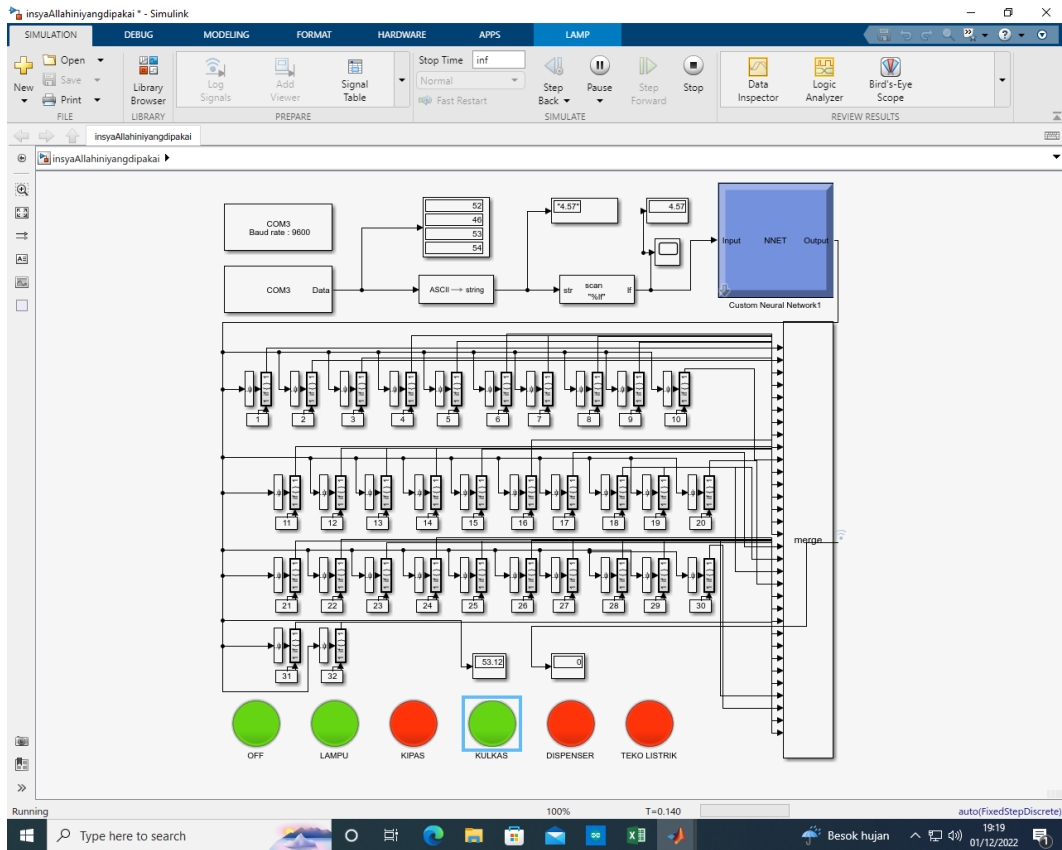 insyaAllahiniyangdipakai * - Simulink
SIMULATION DEBUG MODELING FORMAT HARDWARE APPS LAMP
New
Open
Save
Print
FILE
Library Browser
LIBRARY
Log Signals
Add Viewer
Signal Table
PREPARE
Stop Time inf
Normal
Fast Restart
Step Back
Pause
Step Forward
Stop
SIMULATE
Data Inspector
Logic Analyzer
Bird's-Eye Scope
REVIEW RESULTS
insyaAllahiniyangdipakai
insyaAllahiniyangdipakai
COM3
Baud rate : 9600
52
46
53
54
"4.57"
4.57
COM3 Data
ASCII → string
str scan "%lf" lf
Input NNET Output
Custom Neural Network1
1 2 3 4 5 6 7 8 9 10
11 12 13 14 15 16 17 18 19 20
merge
21 22 23 24 25 26 27 28 29 30
31 32
53.12
0
OFF LAMPU KIPAS KULKAS DISPENSER TEKO LISTRIK
Running 100% T=0.140 auto(FixedStepDiscrete)
Type here to search
Besok hujan
19:19
01/12/2022